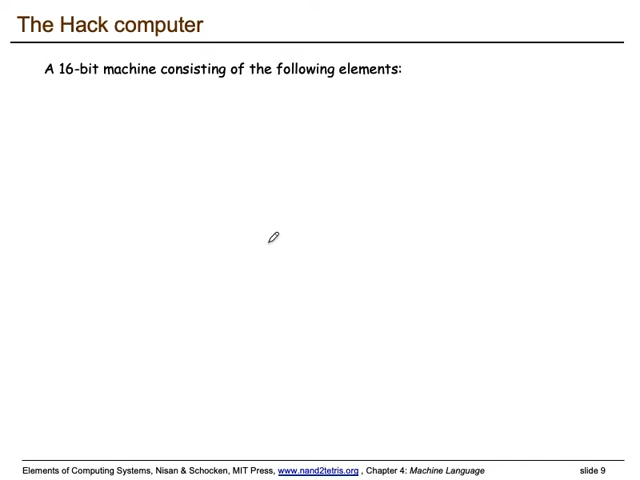 The Hack computer
A 16-bit machine consisting of the following elements:
Elements of Computing Systems, Nisan & Schocken, MIT Press, www.nand2tetris.org , Chapter 4: Machine Language
slide 9